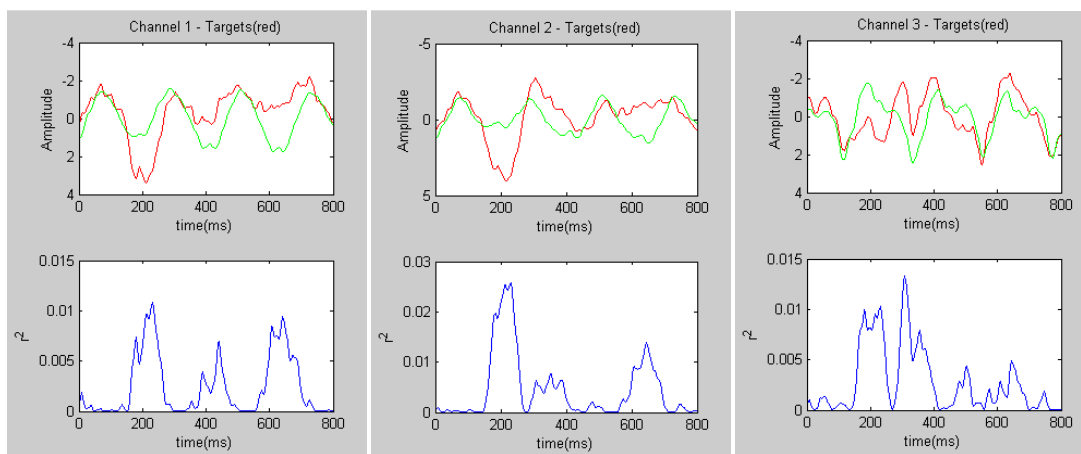 Channel 1 - Targets(red)
-4
-2
0
2
4
Amplitude
0 200 400 600 800
time(ms)
0.015
0.01
0.005
0
r²
0 200 400 600 800
time(ms)
Channel 2 - Targets(red)
-5
0
5
Amplitude
0 200 400 600 800
time(ms)
0.03
0.02
0.01
0
r²
0 200 400 600 800
time(ms)
Channel 3 - Targets(red)
-4
-2
0
2
4
Amplitude
0 200 400 600 800
time(ms)
0.015
0.01
0.005
0
r²
0 200 400 600 800
time(ms)